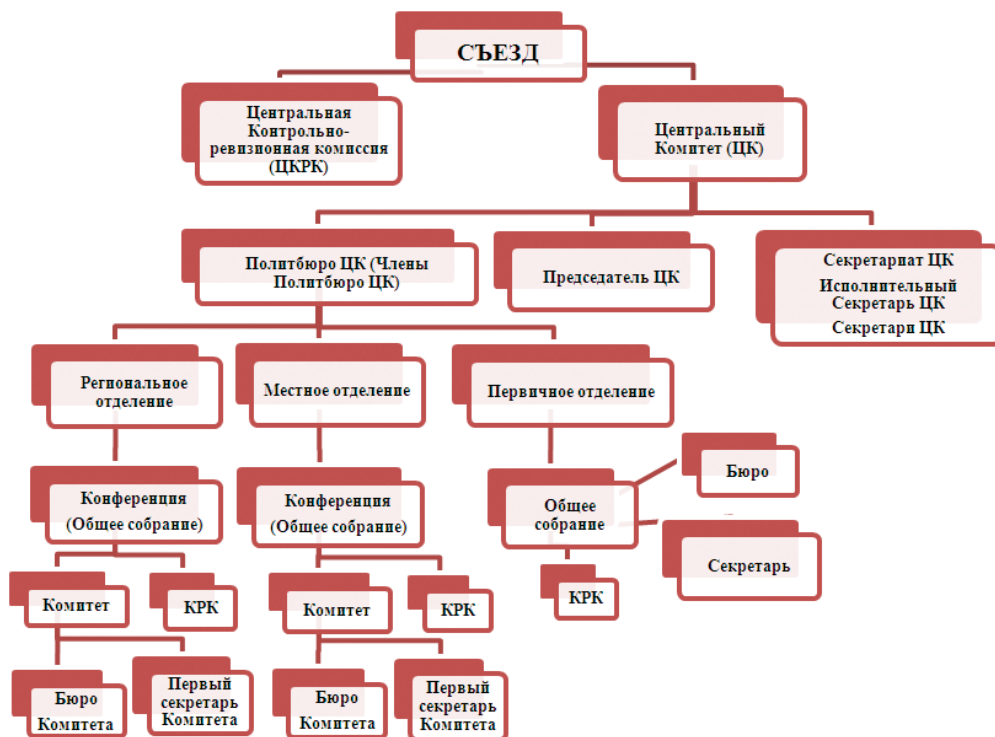 СЪЕЗД
Центральная
Контрольно-
ревизионная комиссия
(ЦКРК)
Центральный
Комитет (ЦК)
Политбюро ЦК (Члены
Политбюро ЦК)
Председатель ЦК
Секретариат ЦК
Исполнительный
Секретарь ЦК
Секретари ЦК
Региональное
отделение
Местное отделение
Первичное отделение
Конференция
(Общее собрание)
Конференция
(Общее собрание)
Общее
собрание
Бюро
Секретарь
КРК
Комитет
КРК
Комитет
КРК
Бюро
Комитета
Первый
секретарь
Комитета
Бюро
Комитета
Первый
секретарь
Комитета